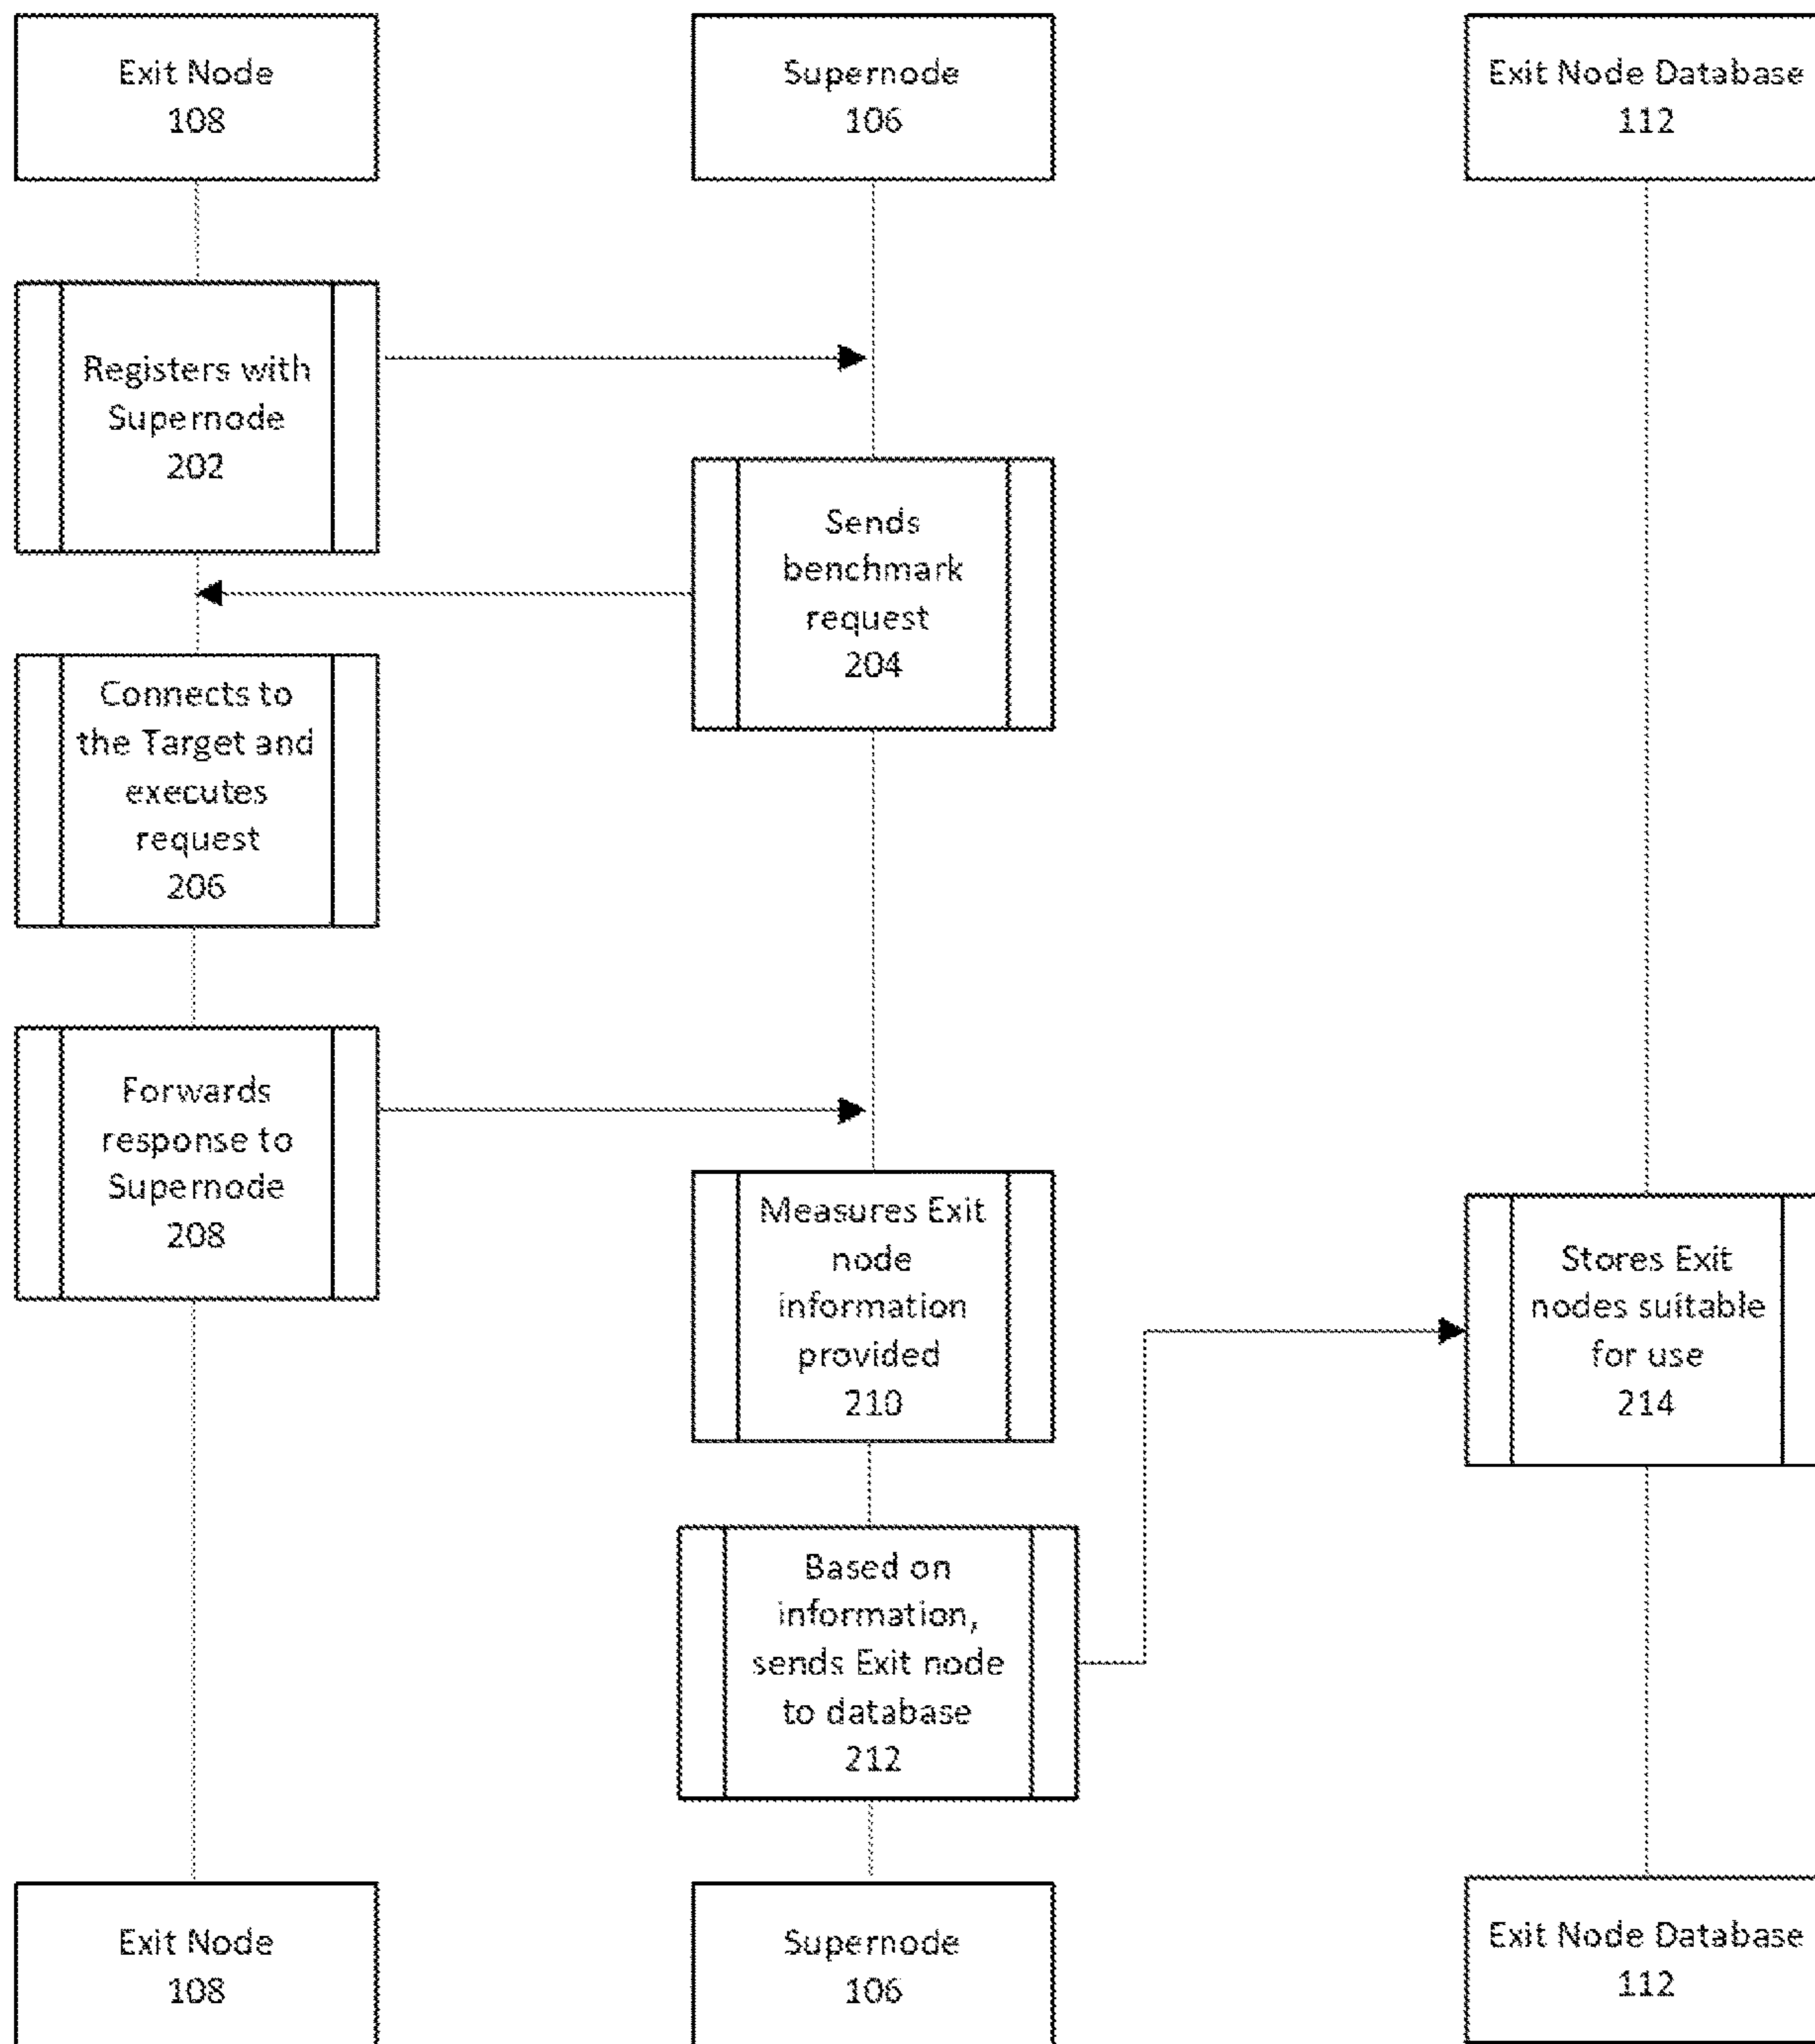 Exit Node
108
Supernode
106
Exit Node Database
112
Registers with
Supernode
202
Sends
benchmark
request
204
Connects to
the Target and
executes
request
206
Forwards
response to
Supernode
208
Measures Exit
node
information
provided
210
Stores Exit
nodes suitable
for use
214
Based on
information,
sends Exit node
to database
212
Exit Node
108
Supernode
106
Exit Node Database
112